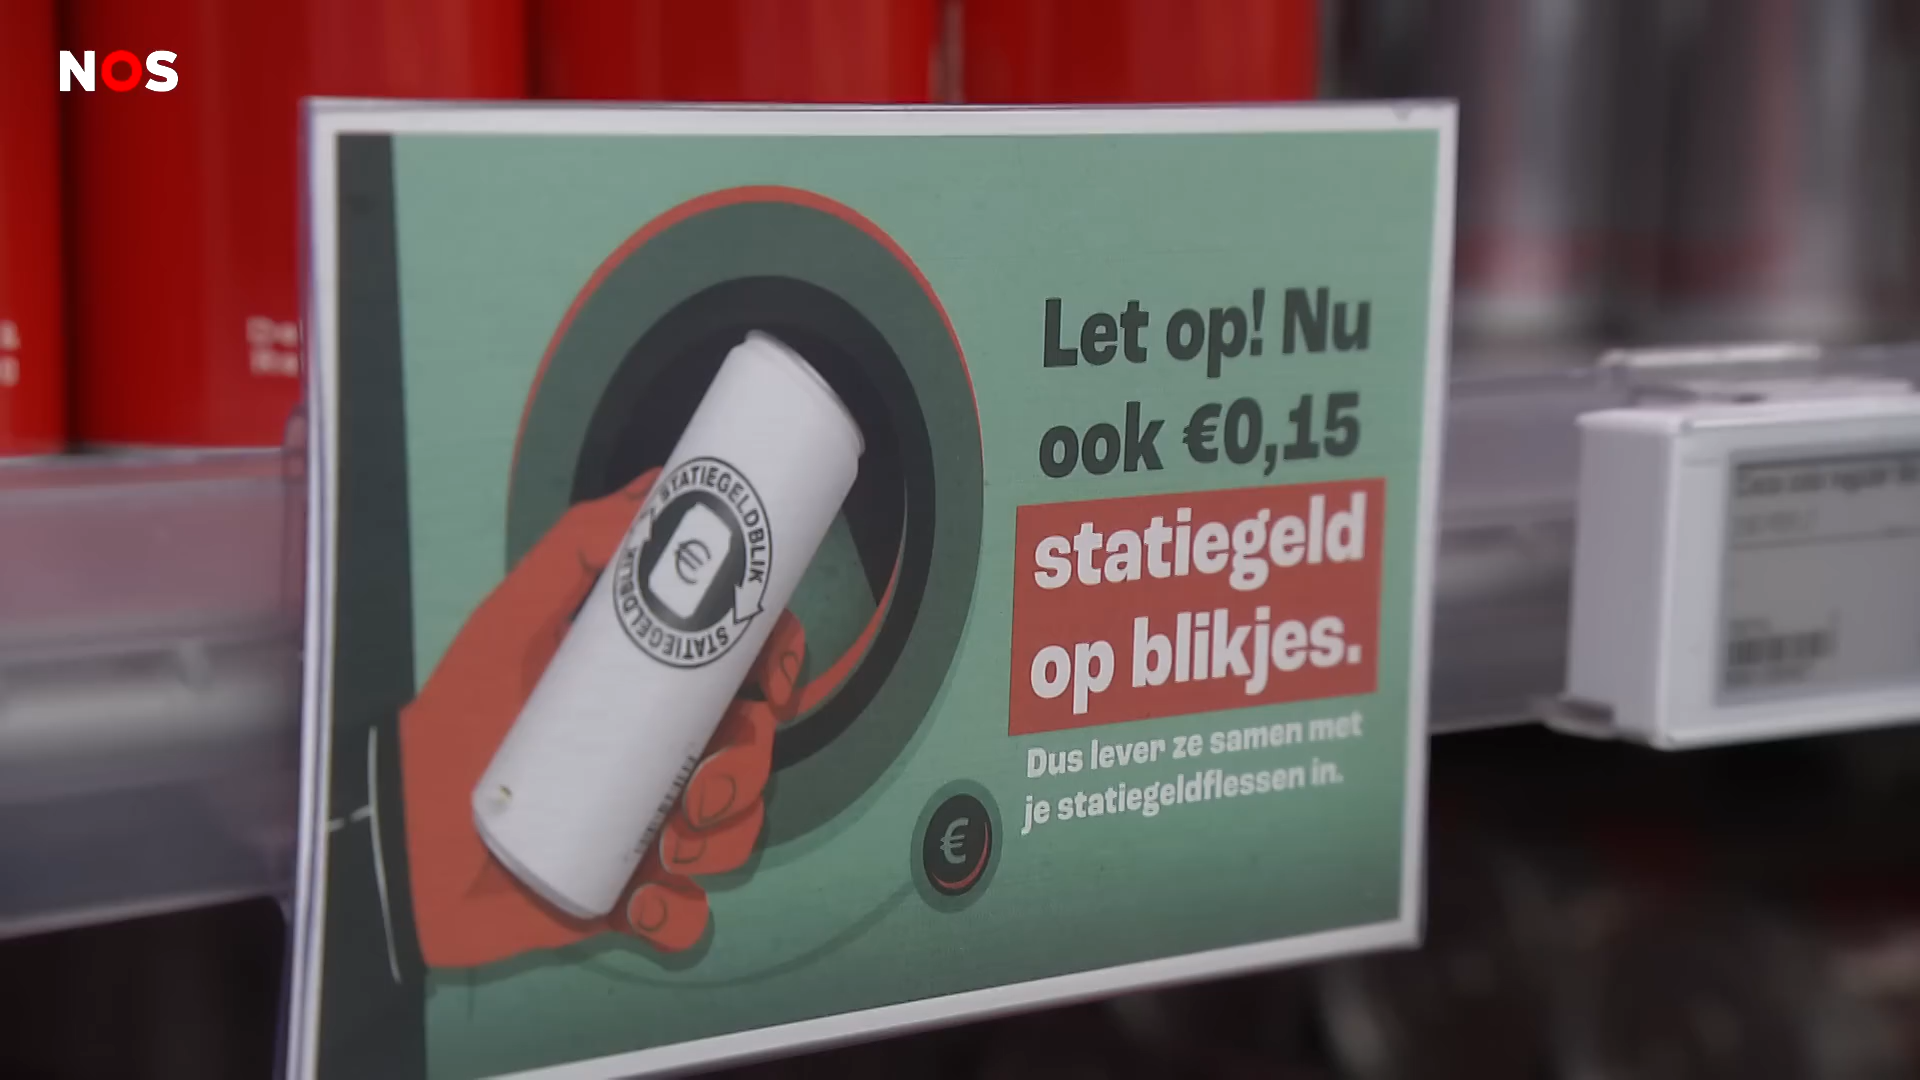 NOS
Let op! Nu
ook €0,15
statiegeld
op blikjes.
Dus lever ze samen met
je statiegeldflessen in.
STATIEGELDBLIK
STATIEGELDBLIK
€
€